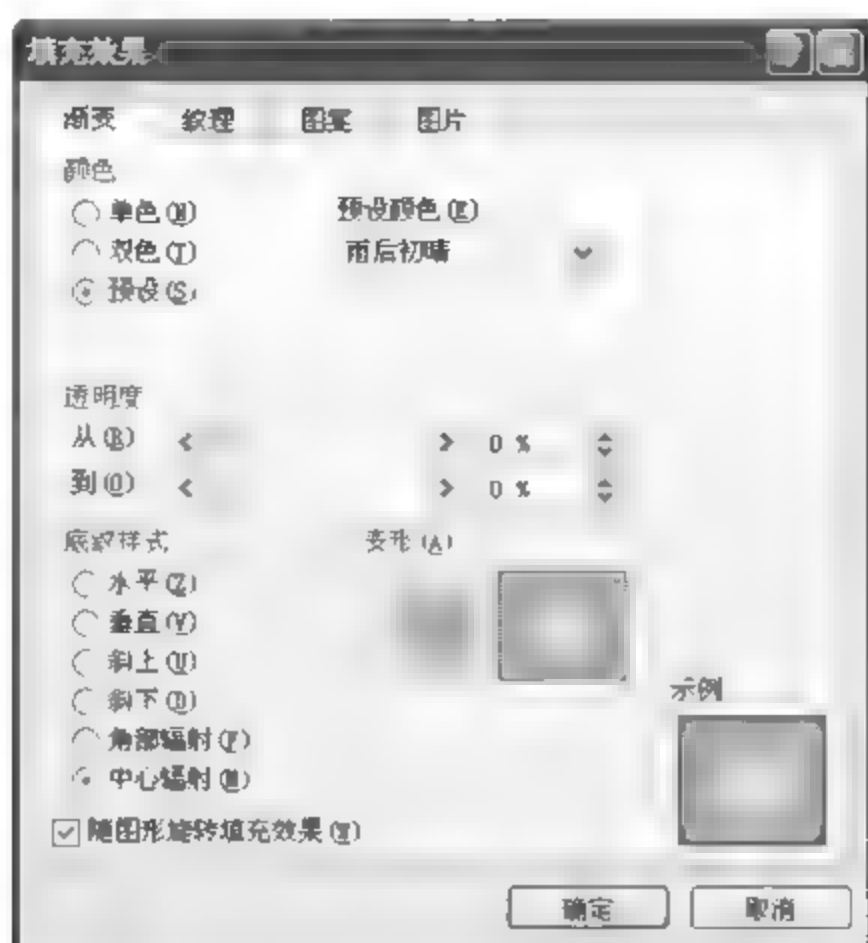 填充效果
渐变 纹理 图案 图片
颜色
单色(N) 预设颜色(E)
双色(T) 雨后初晴
预设(S)
透明度
从(R) 0 %
到(O) 0 %
底纹样式 变形(A)
水平(Z)
垂直(V)
斜上(U)
斜下(D)
示例
角部辐射(F)
中心辐射(M)
随图形旋转填充效果(W)
确定 取消